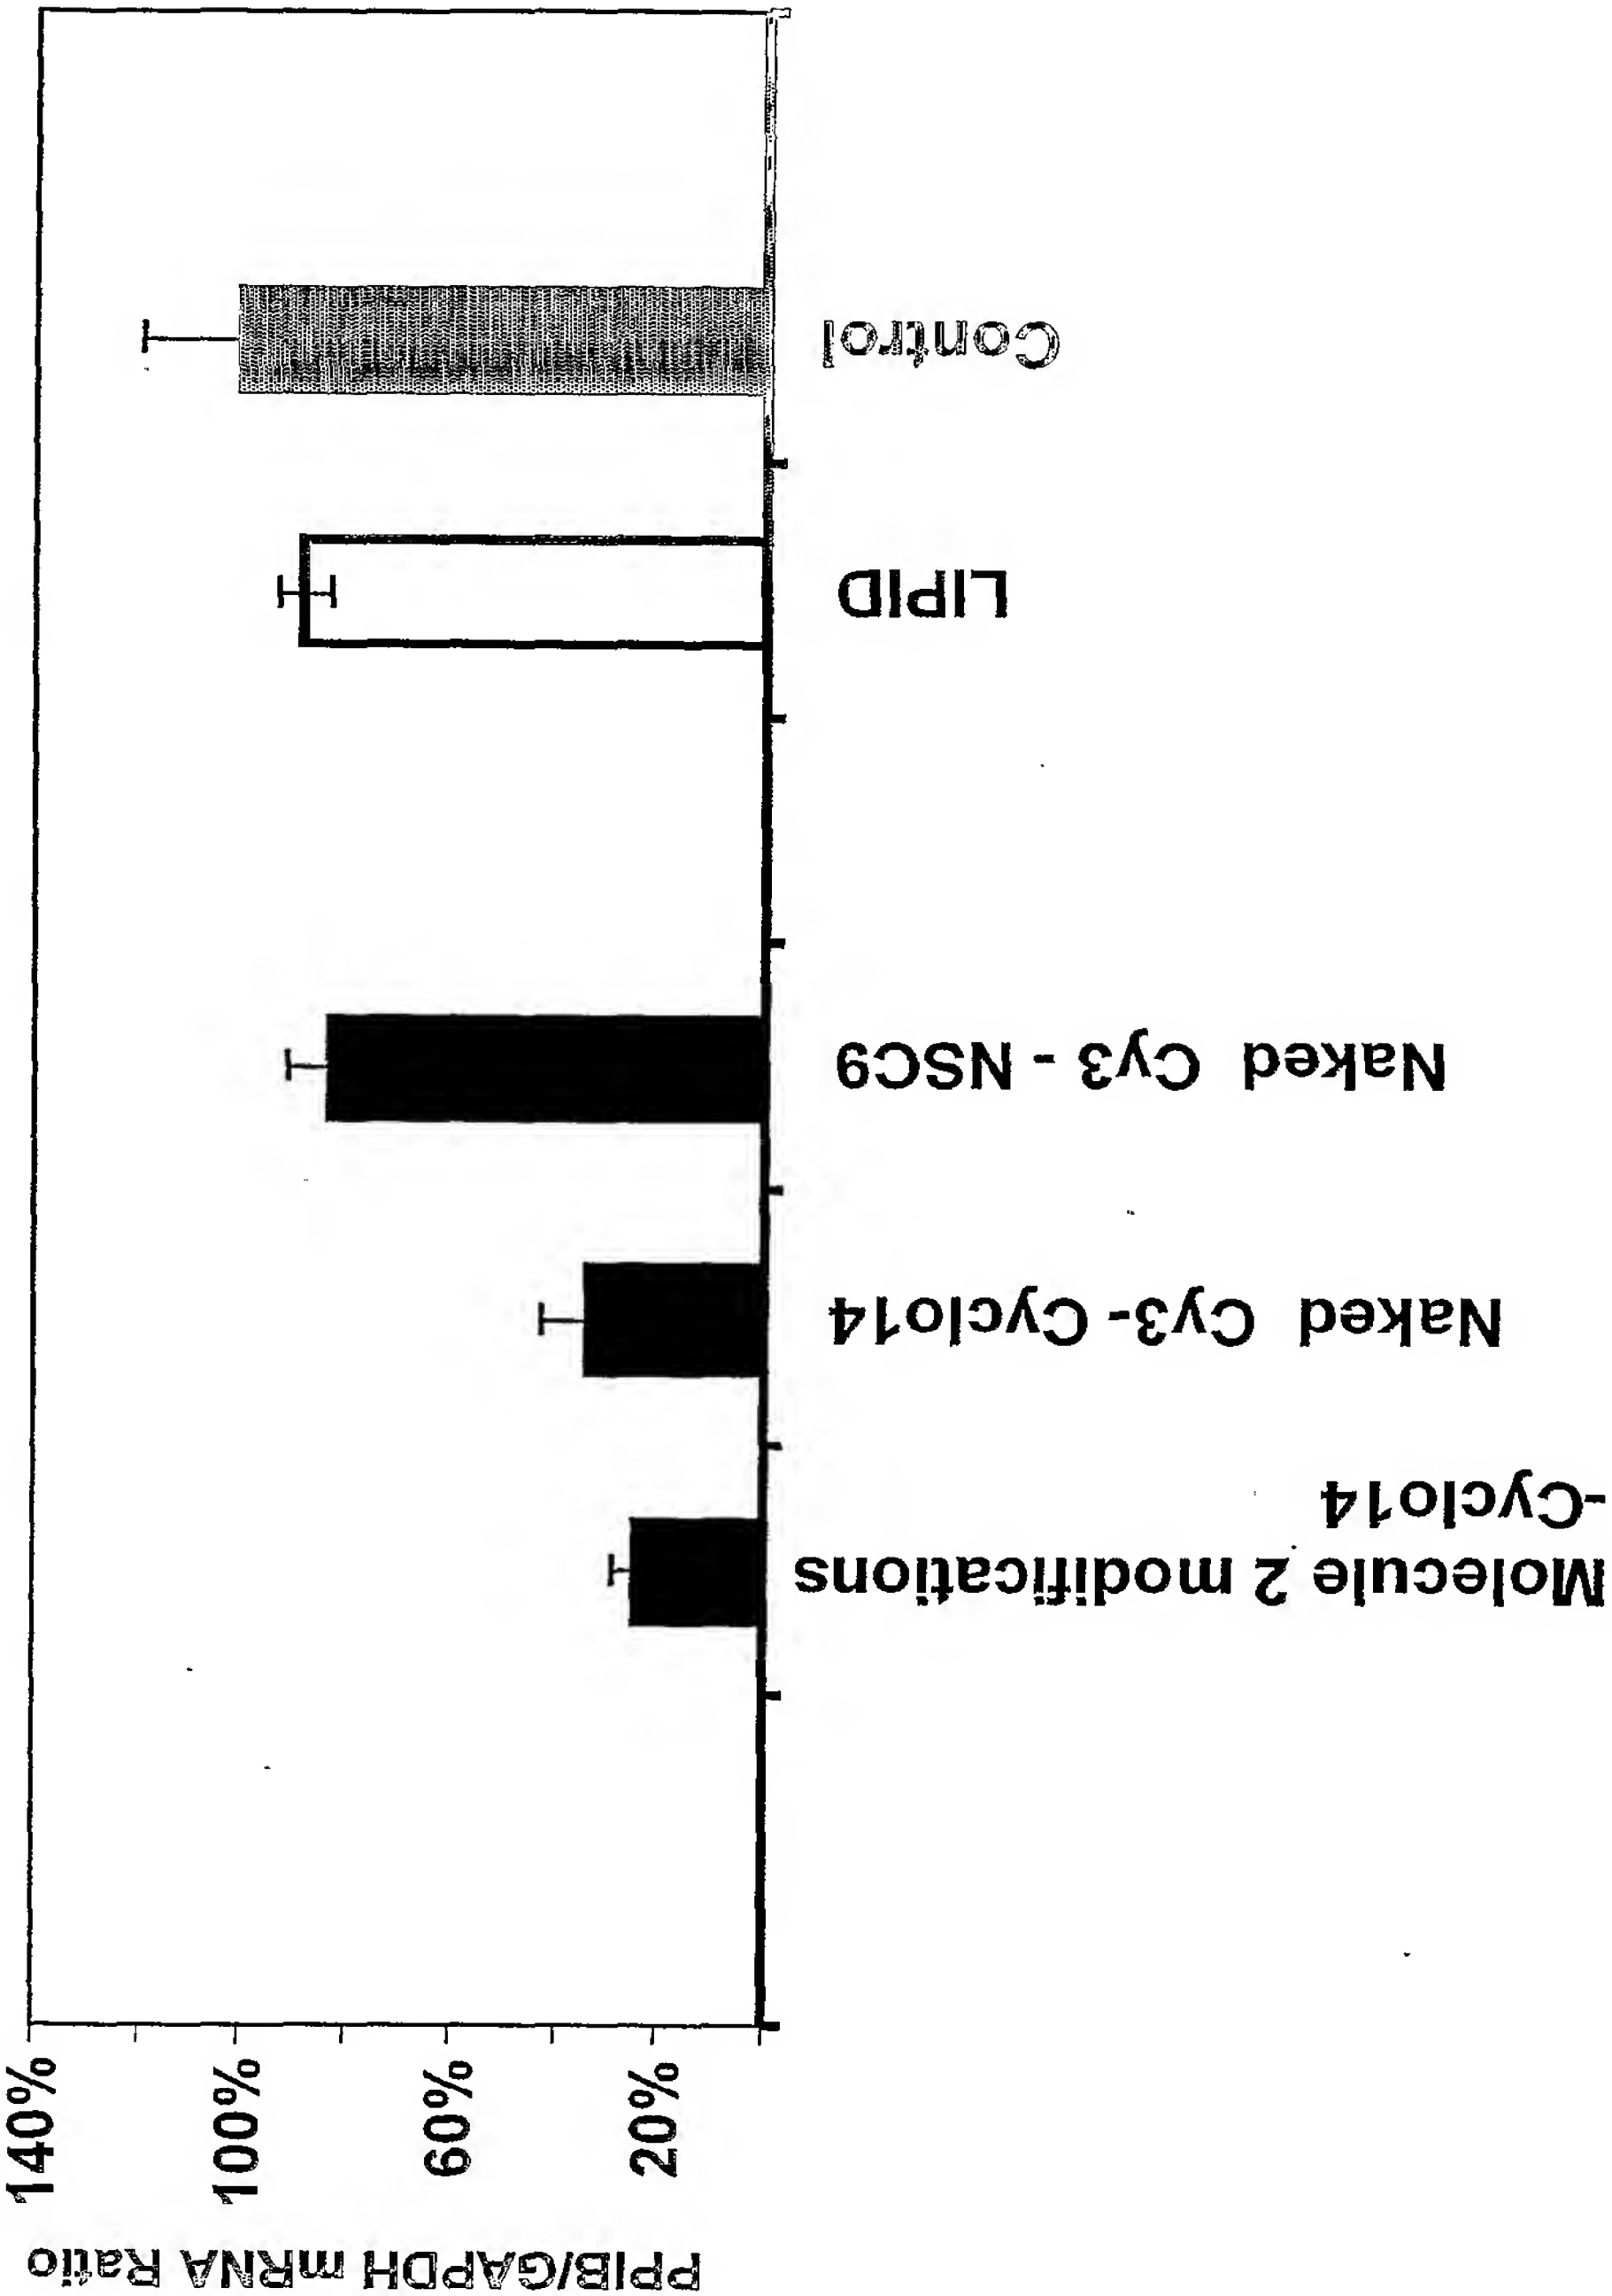 PPIB/GAPDH mRNA Ratio
140%
100%
60%
20%
Molecule 2 modifications
-Cyclo14
Naked Cy3- Cyclo14
Naked Cy3 - NSC9
LIPID
Control